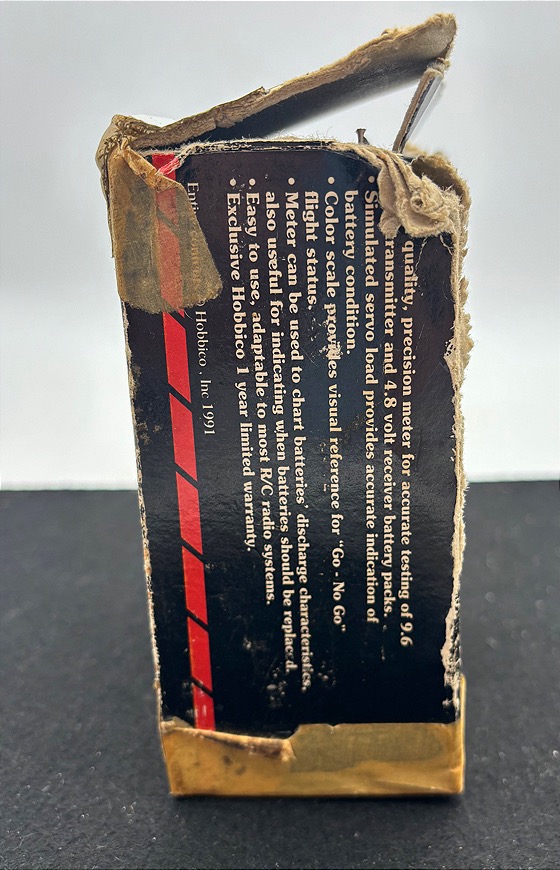 quality, precision meter for accurate testing of 9.6
ransmitter and 4.8 volt receiver battery packs.
• Simulated servo load provides accurate indication of
battery condition.
• Color scale provides visual reference for "Go - No Go"
flight status.
• Meter can be used to chart batteries' discharge characteristics,
also useful for indicating when batteries should be replaced.
• Easy to use, adaptable to most R/C radio systems.
• Exclusive Hobbico 1 year limited warranty.
Hobbico, Inc 1991